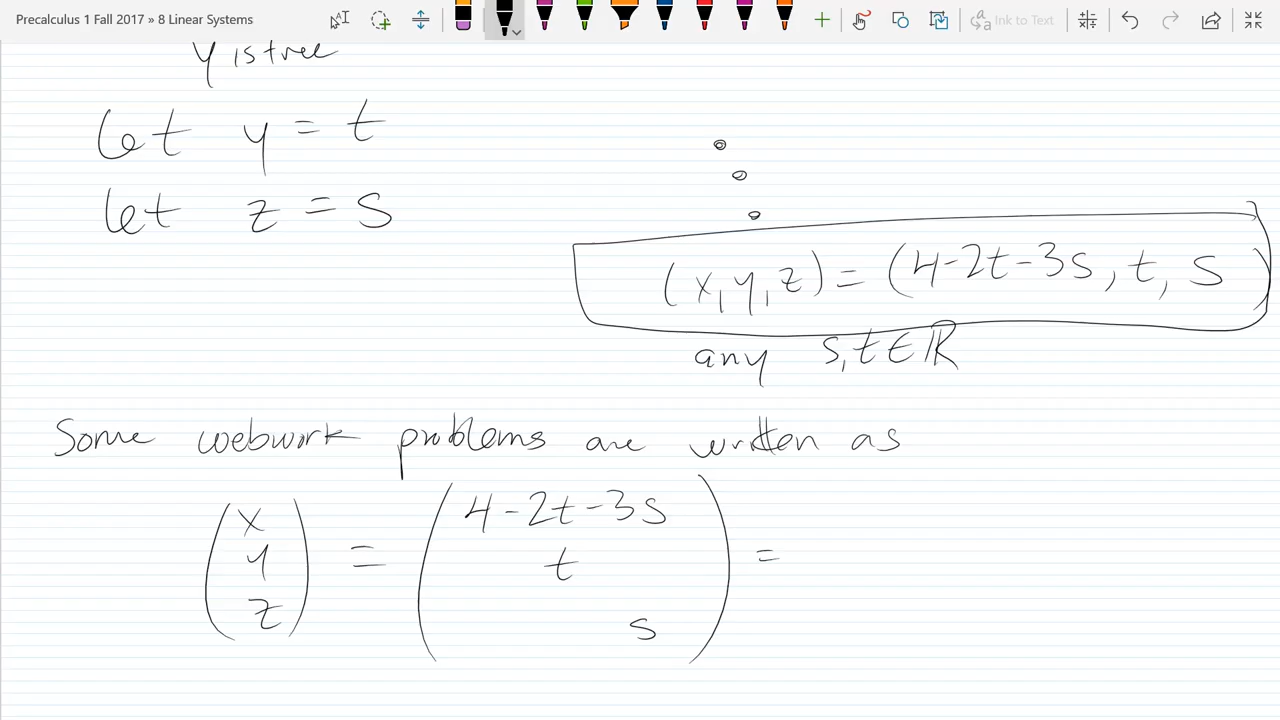 Precalculus 1 Fall 2017 » 8 Linear Systems
Ink to Text
y is free
let y = t
let z = s
(x, y, z) = (4-2t-3s, t, s)
any s, t ∈ ℝ
Some webwork problems are written as
(x = (4-2t-3s =
y t
z) s)